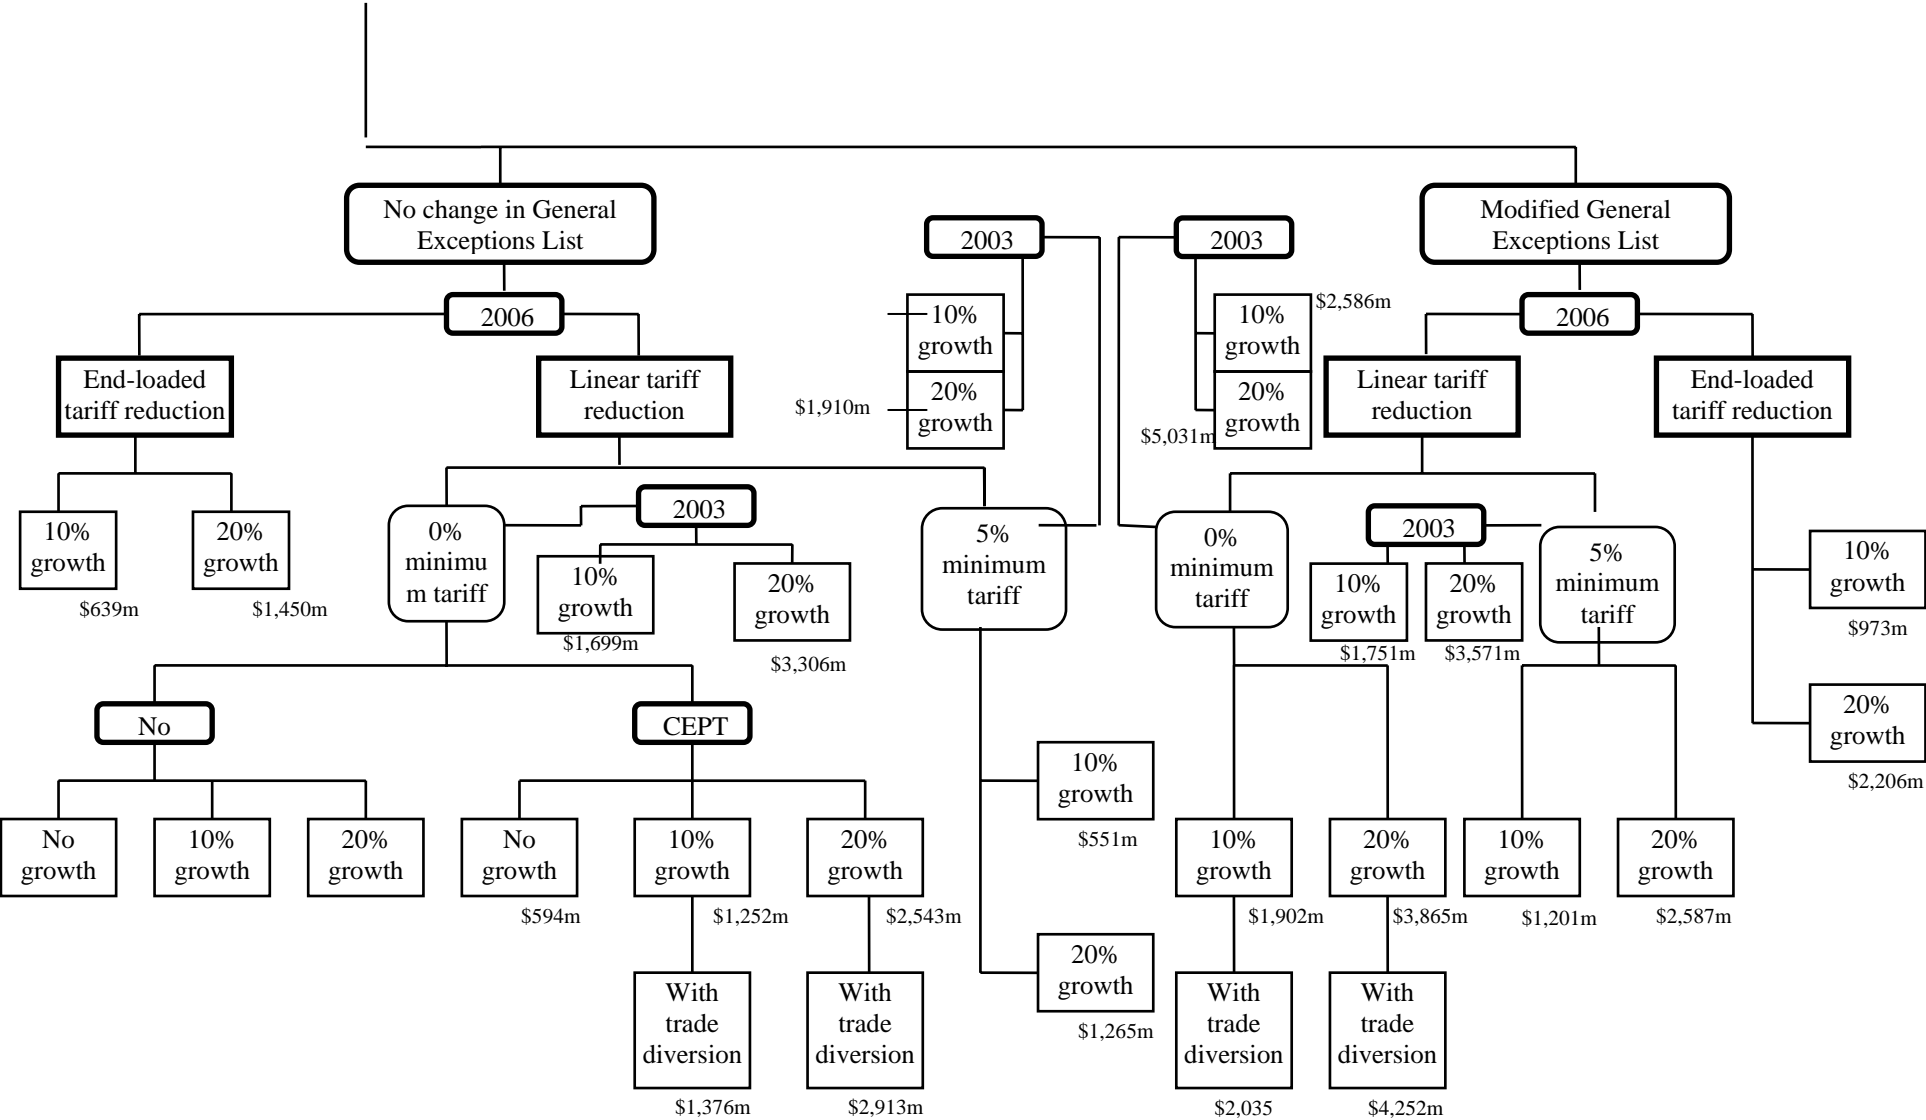 No change in General
Exceptions List
Modified General
Exceptions List
2003
2003
2006
2006
10%
growth
20%
growth
$1,910m
10%
growth
$2,586m
20%
growth
$5,031m
End-loaded
tariff reduction
Linear tariff
reduction
Linear tariff
reduction
End-loaded
tariff reduction
10%
growth
$639m
20%
growth
$1,450m
0%
minimu
m tariff
2003
10%
growth
$1,699m
20%
growth
$3,306m
5%
minimum
tariff
0%
minimum
tariff
2003
10%
growth
$1,751m
20%
growth
$3,571m
5%
minimum
tariff
10%
growth
$973m
20%
growth
$2,206m
No
CEPT
No
growth
10%
growth
20%
growth
No
growth
$594m
10%
growth
$1,252m
20%
growth
$2,543m
10%
growth
$551m
20%
growth
$1,265m
10%
growth
$1,902m
20%
growth
$3,865m
10%
growth
$1,201m
20%
growth
$2,587m
With
trade
diversion
$1,376m
With
trade
diversion
$2,913m
With
trade
diversion
$2,035
With
trade
diversion
$4,252m